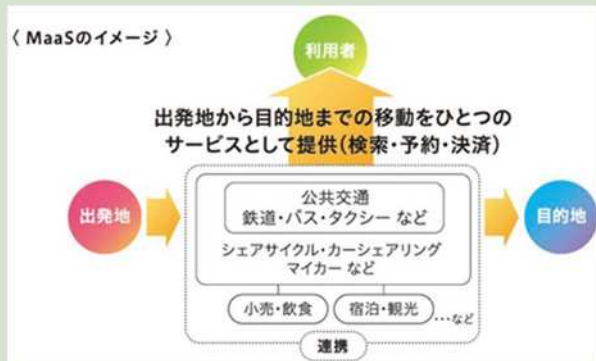 〈 MaaSのイメージ 〉
利用者
出発地から目的地までの移動をひとつの
サービスとして提供(検索・予約・決済)
出発地
公共交通
鉄道・バス・タクシー など
目的地
シェアサイクル・カーシェアリング
マイカー など
小売・飲食
宿泊・観光
…など
連携